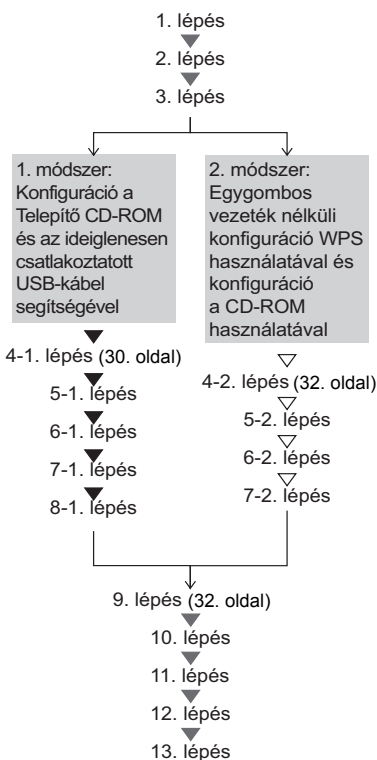 1. lépés
2. lépés
3. lépés
1. módszer:
Konfiguráció a
Telepítő CD-ROM
és az ideiglenesen
csatlakoztatott
USB-kábel
segítségével
4-1. lépés (30. oldal)
5-1. lépés
6-1. lépés
7-1. lépés
8-1. lépés
2. módszer:
Egygombos
vezeték nélküli
konfiguráció WPS
használatával és
konfiguráció
a CD-ROM
használatával
4-2. lépés (32. oldal)
5-2. lépés
6-2. lépés
7-2. lépés
9. lépés (32. oldal)
10. lépés
11. lépés
12. lépés
13. lépés